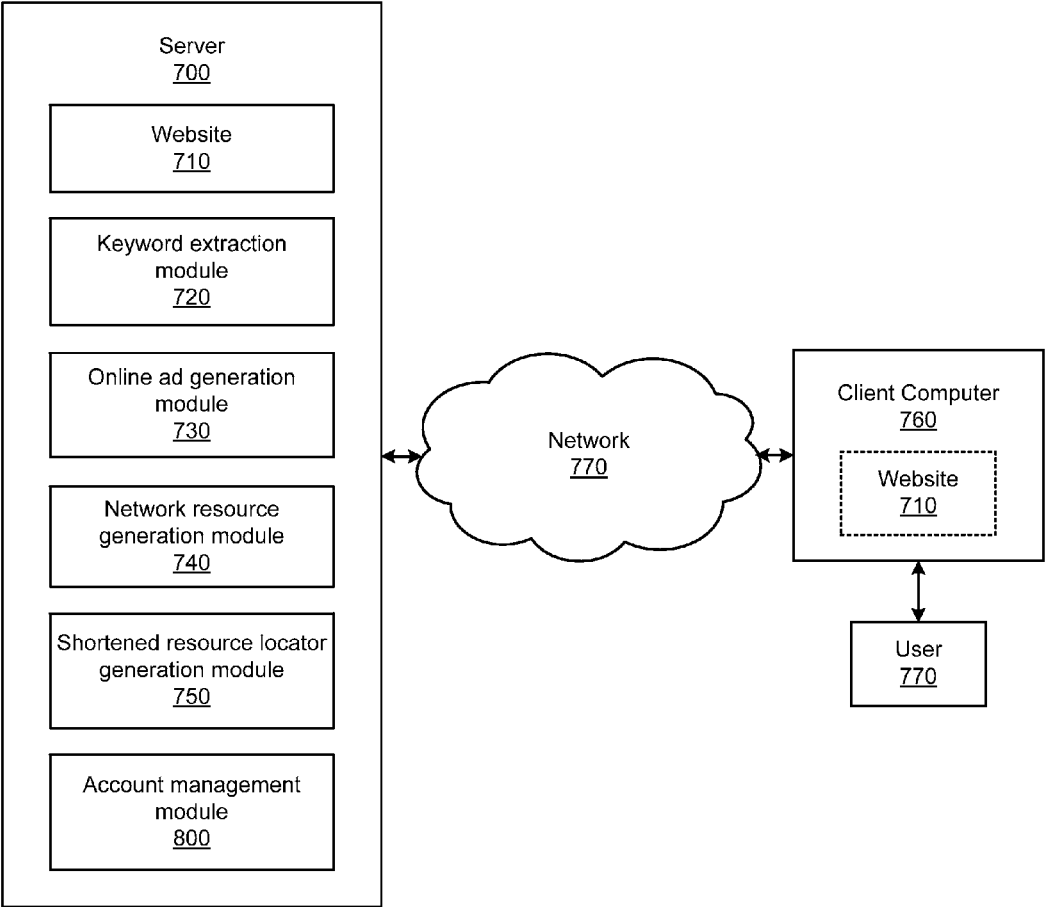 Server
700
Website
710
Keyword extraction
module
720
Online ad generation
module
730
Network resource
generation module
740
Shortened resource locator
generation module
750
Account management
module
800
Network
770
Client Computer
760
Website
710
User
770